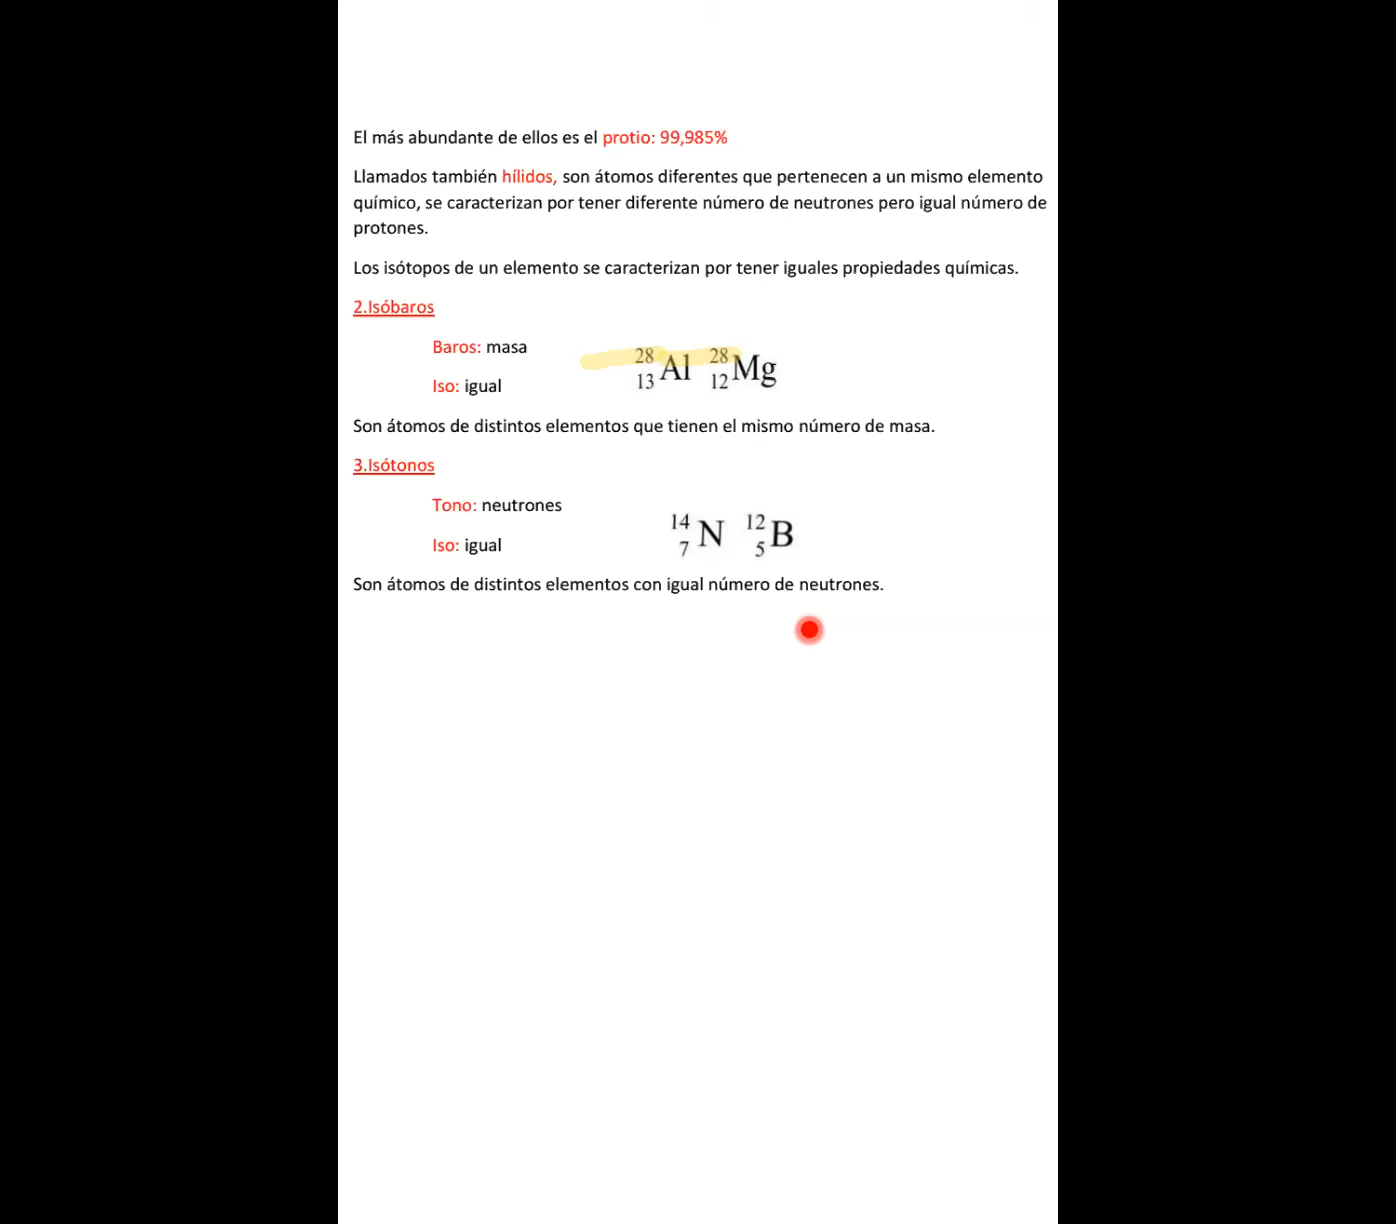 El más abundante de ellos es el protio: 99,985%
Llamados también hílidos, son átomos diferentes que pertenecen a un mismo elemento
químico, se caracterizan por tener diferente número de neutrones pero igual número de
protones.
Los isótopos de un elemento se caracterizan por tener iguales propiedades químicas.
2.Isóbaros
Baros: masa
28 13 Al 28 12 Mg
Iso: igual
Son átomos de distintos elementos que tienen el mismo número de masa.
3.Isótonos
Tono: neutrones
14 7 N 12 5 B
Iso: igual
Son átomos de distintos elementos con igual número de neutrones.